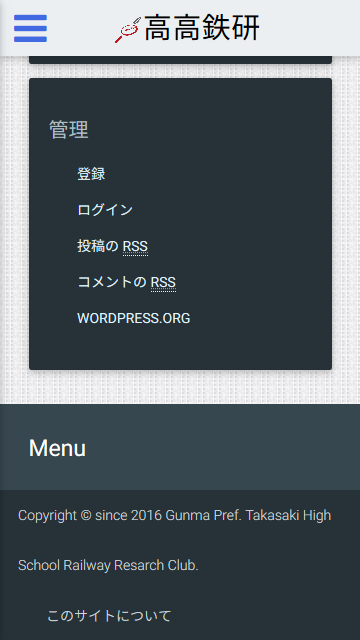 高高鉄研
管理
登録
ログイン
投稿の RSS
コメントの RSS
WORDPRESS.ORG
Menu
Copyright © since 2016 Gunma Pref. Takasaki High
School Railway Resarch Club.
このサイトについて